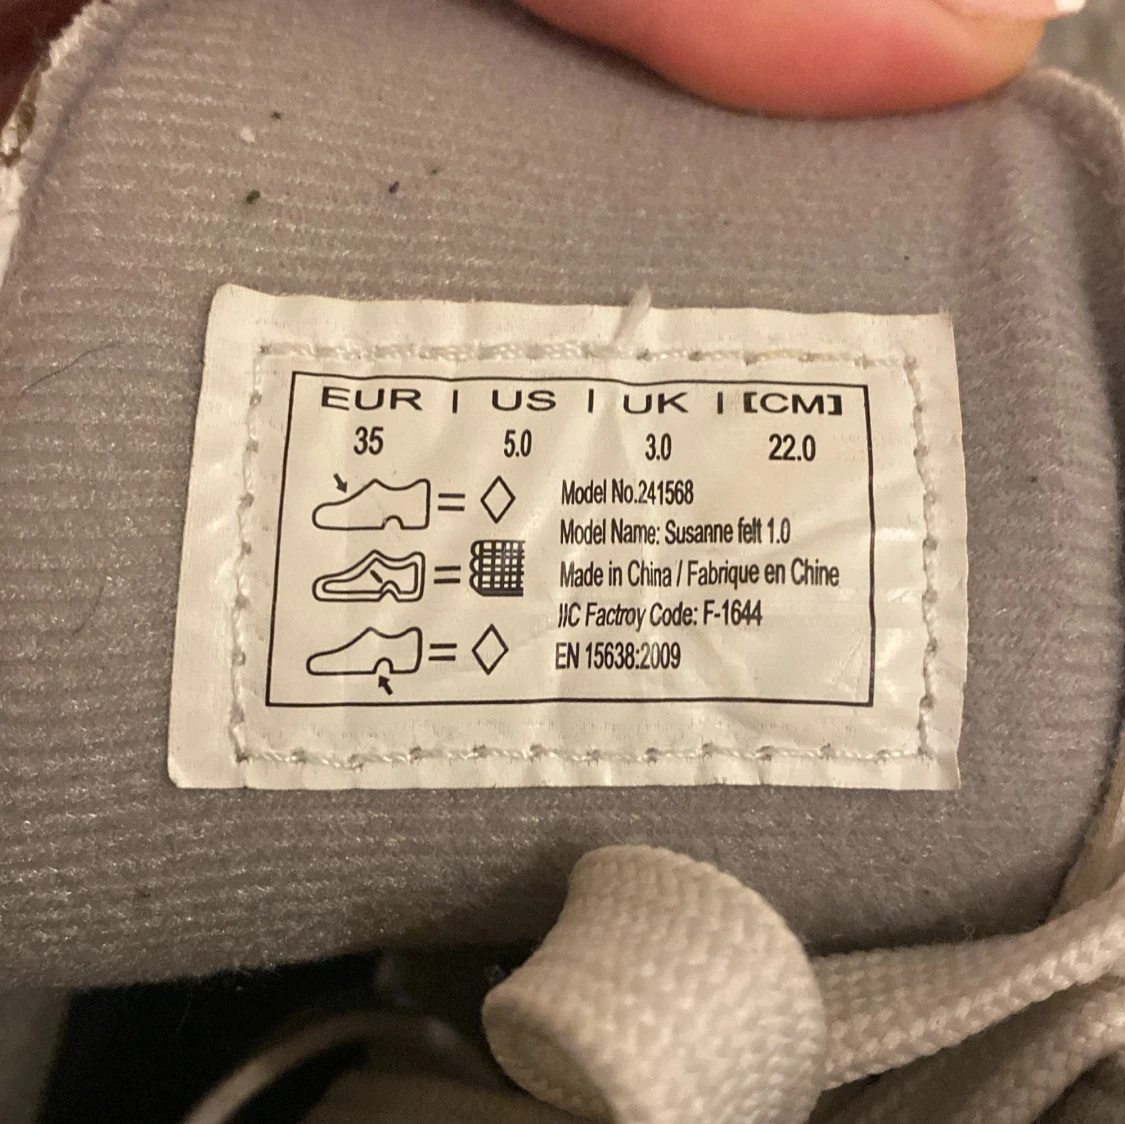 EUR | US | UK | [CM]
35 5.0 3.0 22.0
Model No.241568
Model Name: Susanne felt 1.0
Made in China / Fabrique en Chine
JIC Factroy Code: F-1644
EN 15638:2009